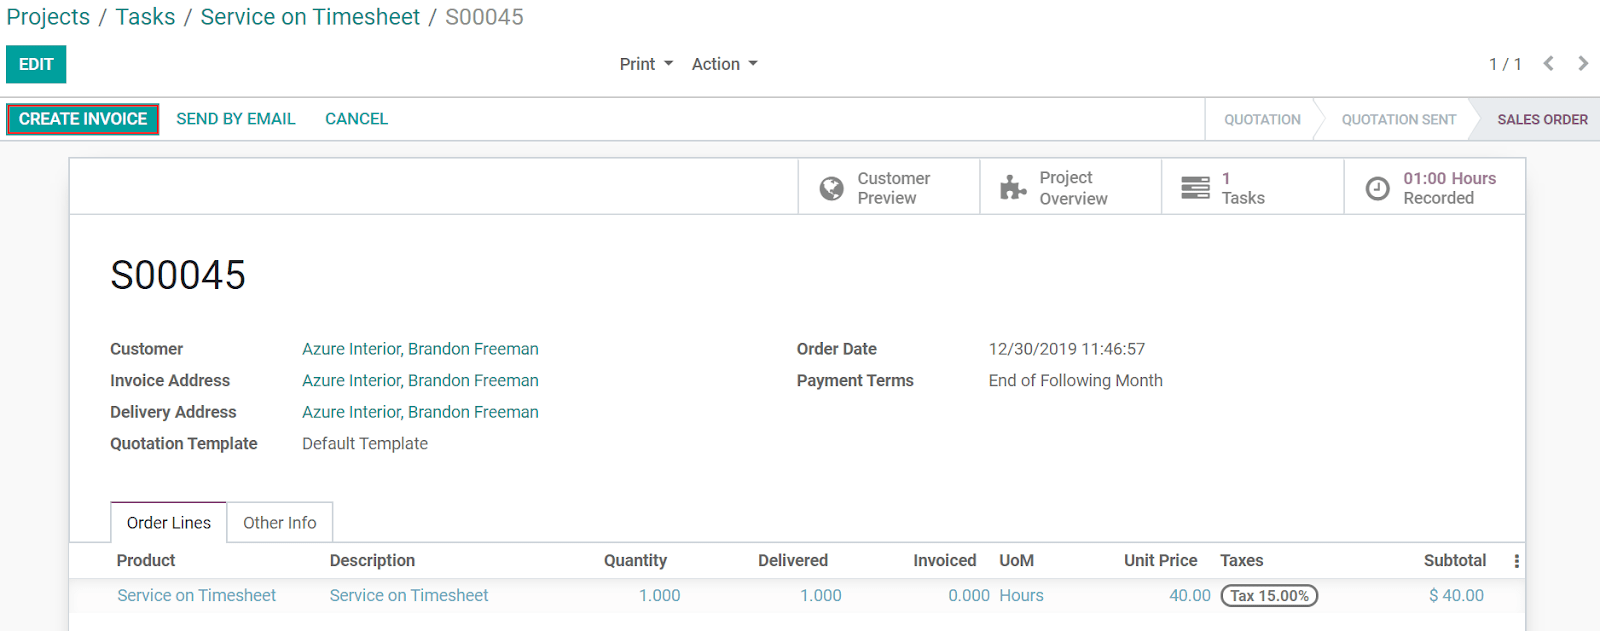 Projects / Tasks / Service on Timesheet / S00045
EDIT
Print
Action
1 / 1
CREATE INVOICE
SEND BY EMAIL
CANCEL
QUOTATION
QUOTATION SENT
SALES ORDER
Customer
Preview
Project
Overview
1
Tasks
01:00 Hours
Recorded
S00045
Customer Azure Interior, Brandon Freeman
Invoice Address Azure Interior, Brandon Freeman
Delivery Address Azure Interior, Brandon Freeman
Quotation Template Default Template
Order Date 12/30/2019 11:46:57
Payment Terms End of Following Month
Order Lines
Other Info
Product Description Quantity Delivered Invoiced UoM Unit Price Taxes Subtotal
Service on Timesheet Service on Timesheet 1.000 1.000 0.000 Hours 40.00 Tax 15.00% $ 40.00